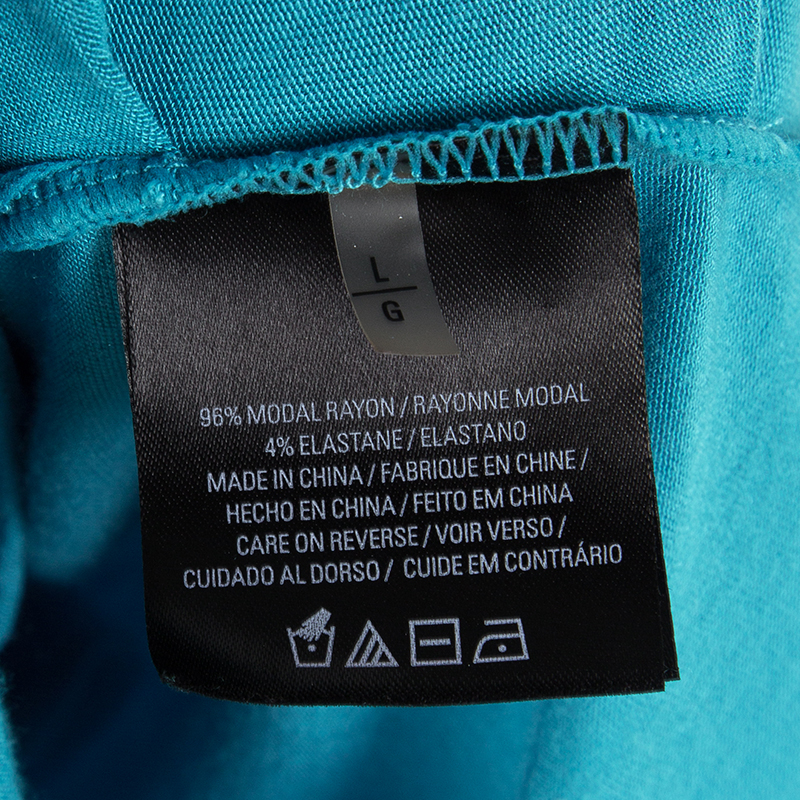 L
G
96% MODAL RAYON / RAYONNE MODAL
4% ELASTANE / ELASTANO
MADE IN CHINA / FABRIQUE EN CHINE /
HECHO EN CHINA / FEITO EM CHINA
CARE ON REVERSE / VOIR VERSO /
CUIDADO AL DORSO / CUIDE EM CONTRÁRIO